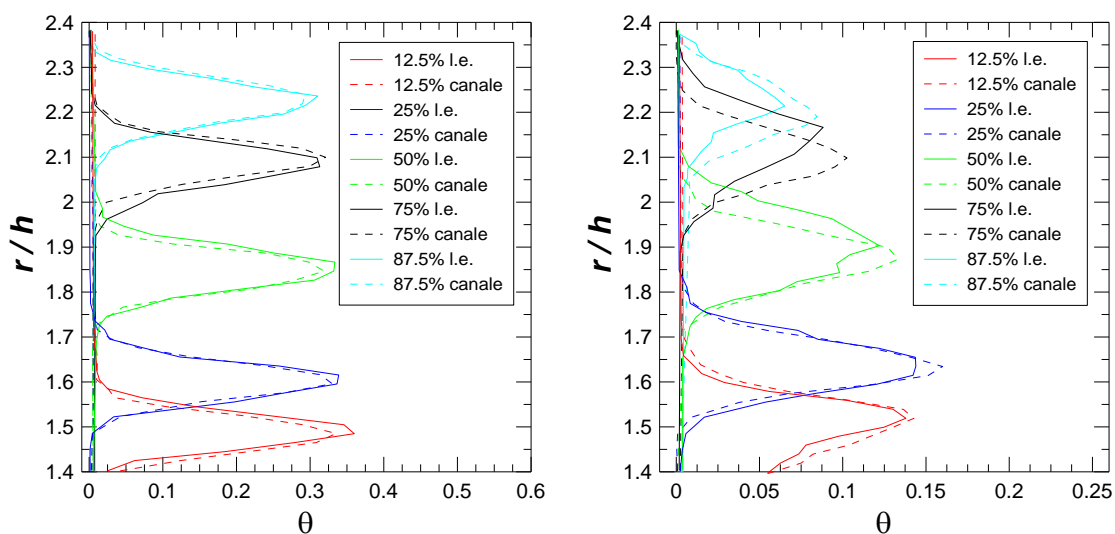 2.4
2.3
2.2
2.1
2
1.9
1.8
1.7
1.6
1.5
1.4
r / h
0
0.1
0.2
0.3
0.4
0.5
0.6
θ
12.5% l.e.
12.5% canale
25% l.e.
25% canale
50% l.e.
50% canale
75% l.e.
75% canale
87.5% l.e.
87.5% canale
2.4
2.3
2.2
2.1
2
1.9
1.8
1.7
1.6
1.5
1.4
r / h
0
0.05
0.1
0.15
0.2
0.25
θ
12.5% l.e.
12.5% canale
25% l.e.
25% canale
50% l.e.
50% canale
75% l.e.
75% canale
87.5% l.e.
87.5% canale